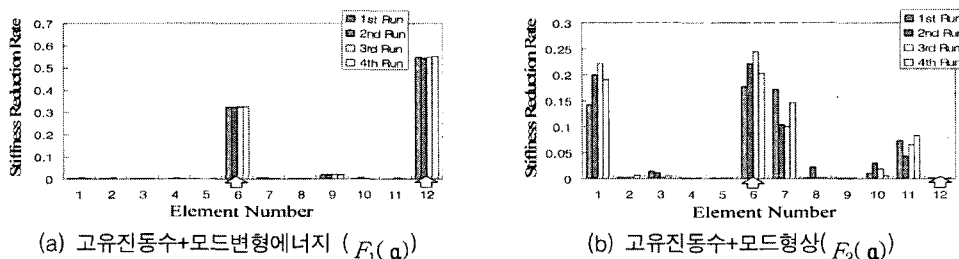 Stiffness Reduction Rate
0.7
0.6
0.5
0.4
0.3
0.2
0.1
0
1 2 3 4 5 6 7 8 9 10 11 12
Element Number
1st Run
2nd Run
3rd Run
4th Run
(a) 고유진동수+모드변형에너지 (F₁(α))
Stiffness Reduction Rate
0.3
0.25
0.2
0.15
0.1
0.05
0
1 2 3 4 5 6 7 8 9 10 11 12
Element Number
1st Run
2nd Run
3rd Run
4th Run
(b) 고유진동수+모드형상(F₂(α))